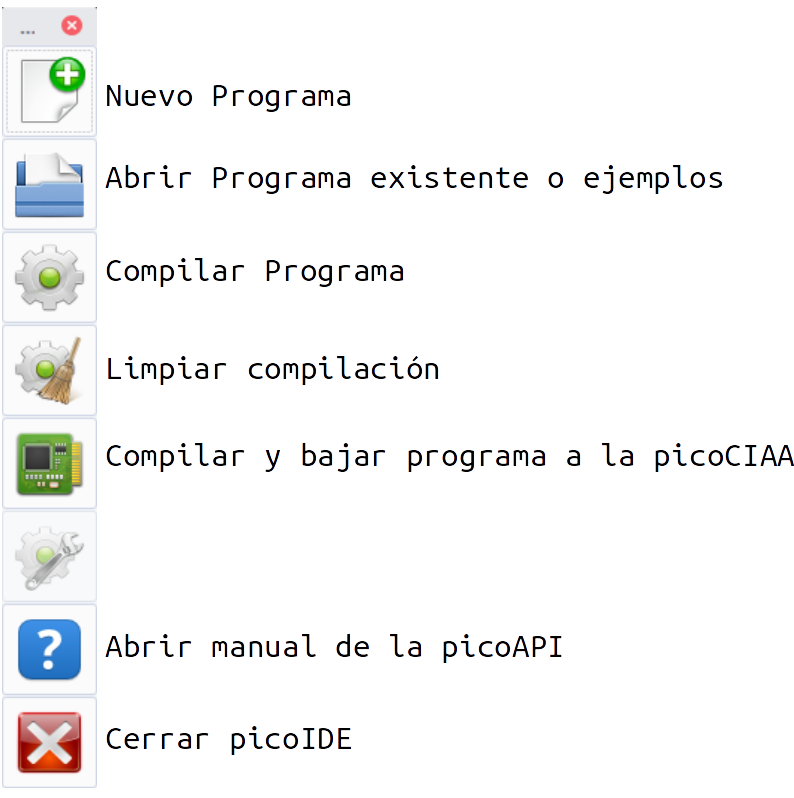 ...
Nuevo Programa
Abrir Programa existente o ejemplos
Compilar Programa
Limpiar compilación
Compilar y bajar programa a la picoCIAA
Abrir manual de la picoAPI
Cerrar picoIDE